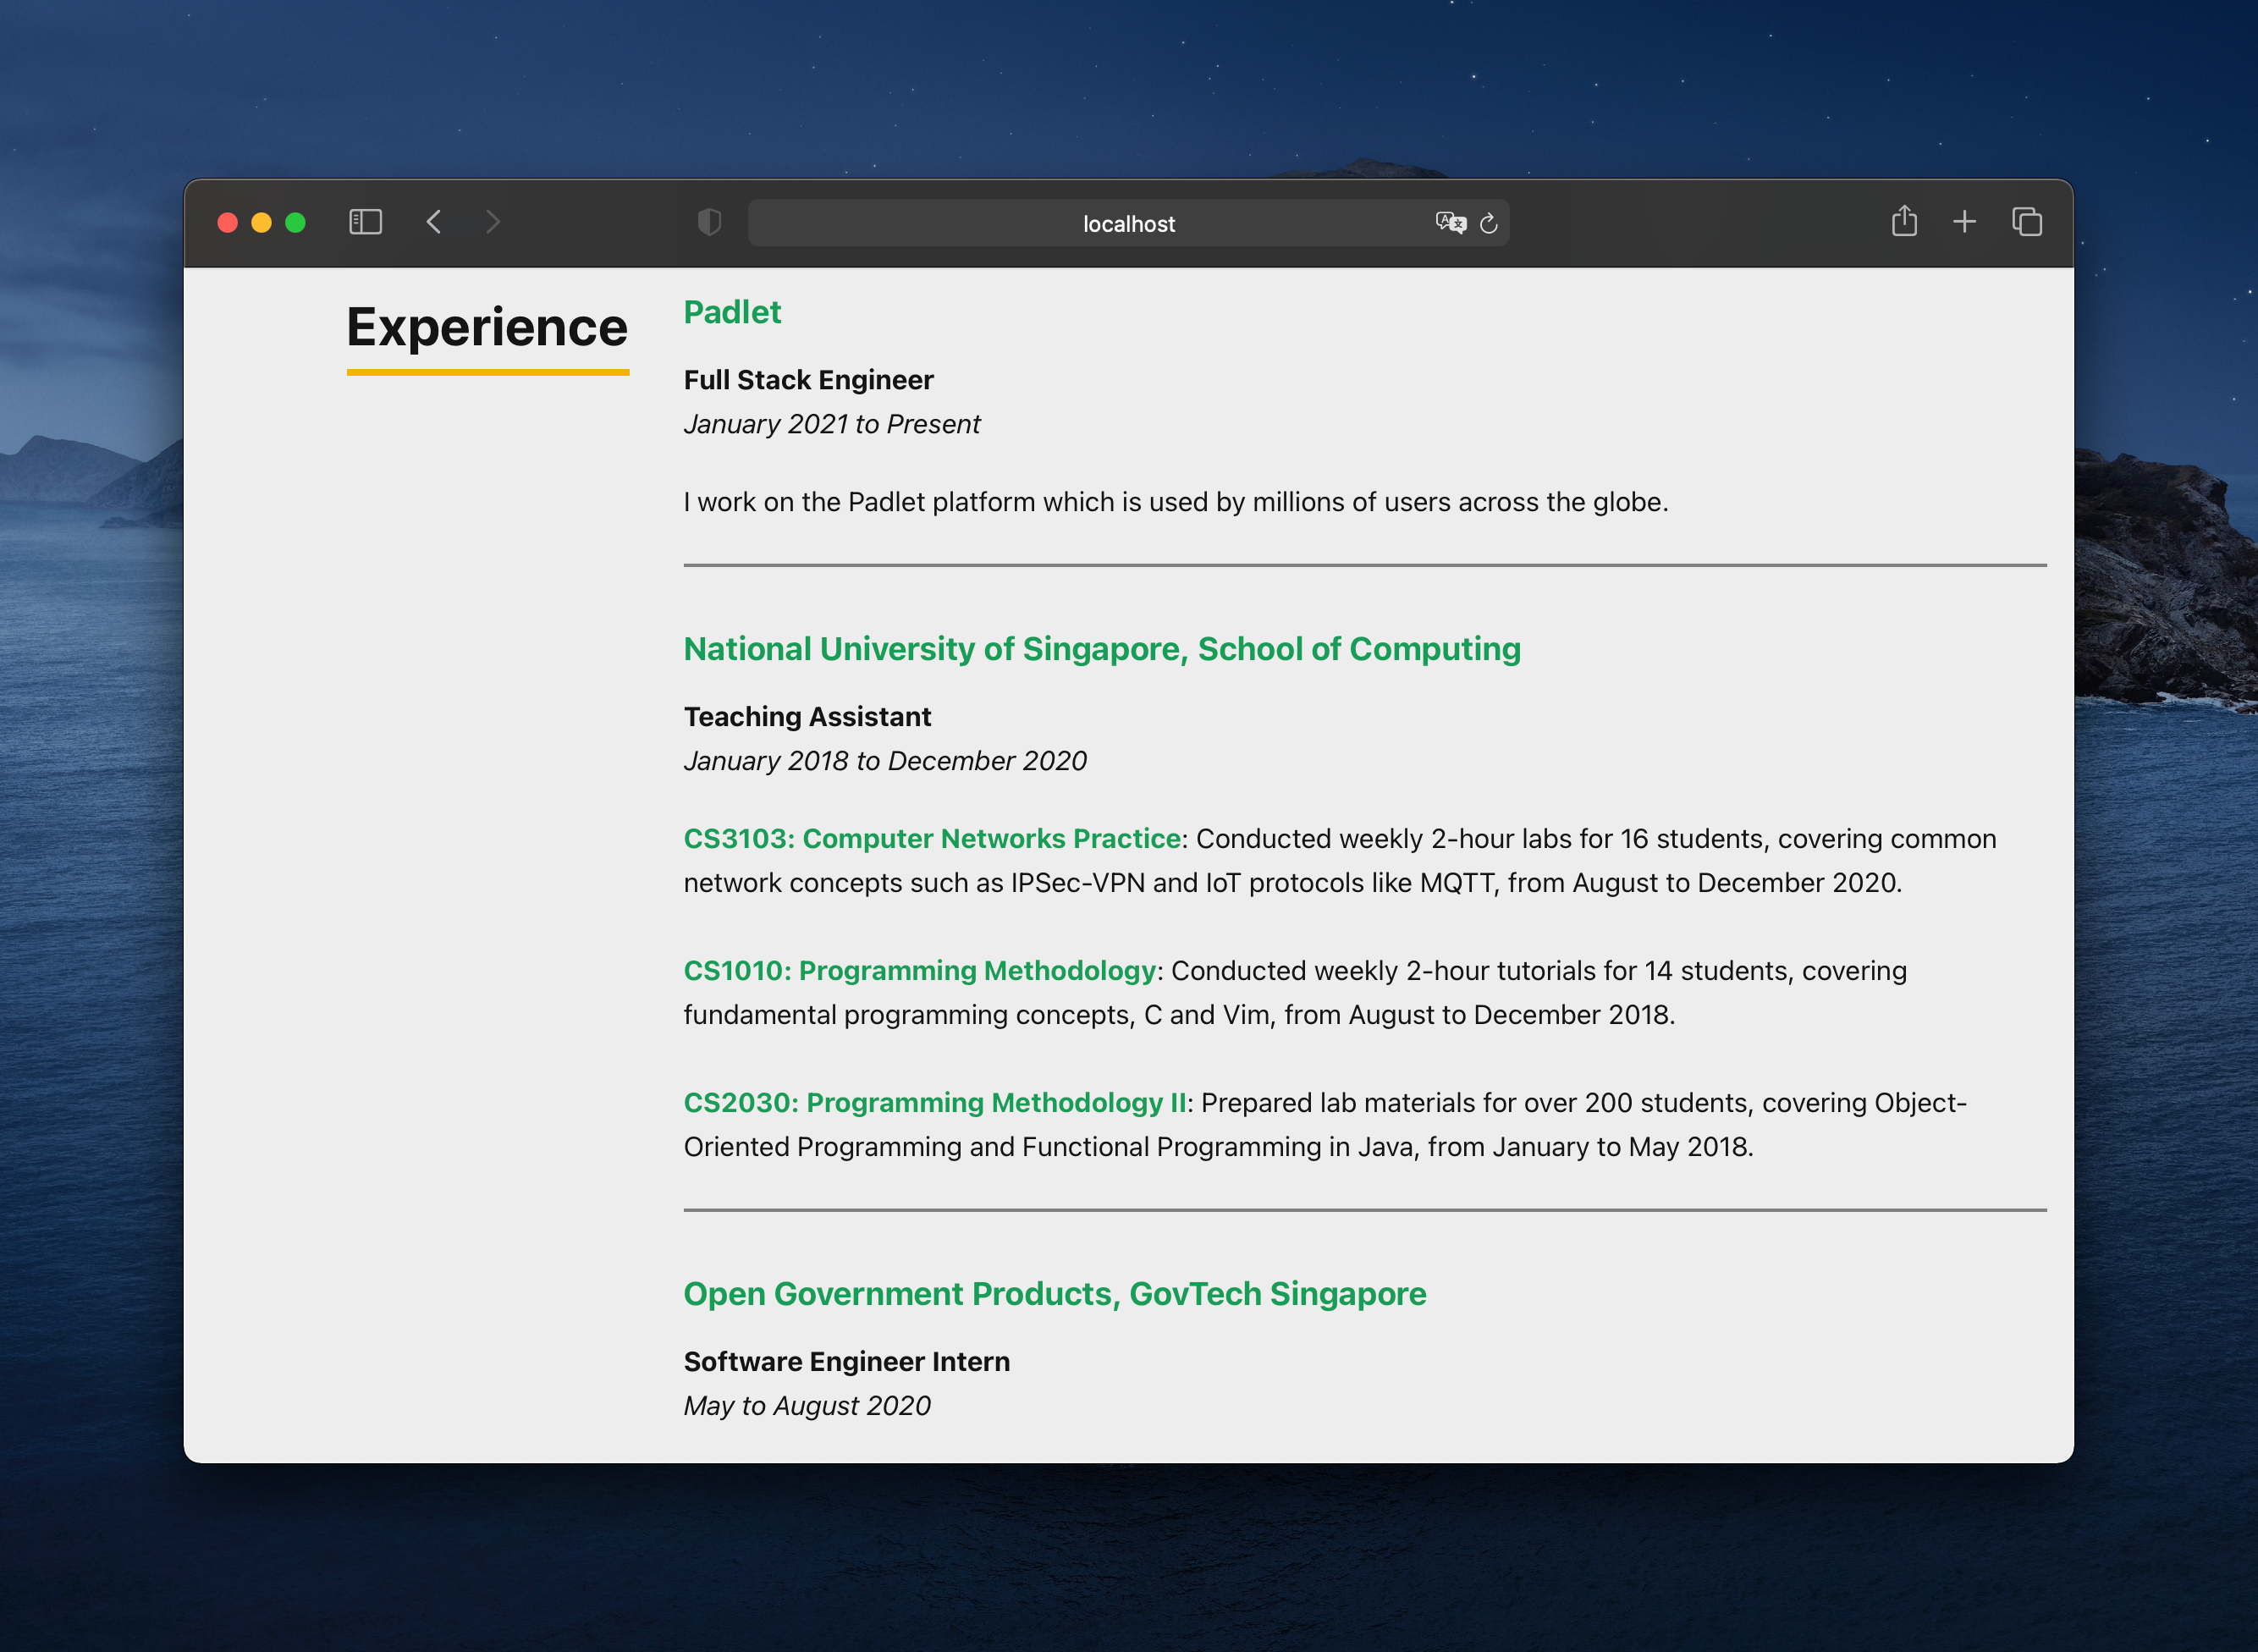 localhost
Experience
Padlet
Full Stack Engineer
January 2021 to Present
I work on the Padlet platform which is used by millions of users across the globe.
National University of Singapore, School of Computing
Teaching Assistant
January 2018 to December 2020
CS3103: Computer Networks Practice: Conducted weekly 2-hour labs for 16 students, covering common
network concepts such as IPSec-VPN and IoT protocols like MQTT, from August to December 2020.
CS1010: Programming Methodology: Conducted weekly 2-hour tutorials for 14 students, covering
fundamental programming concepts, C and Vim, from August to December 2018.
CS2030: Programming Methodology II: Prepared lab materials for over 200 students, covering Object-
Oriented Programming and Functional Programming in Java, from January to May 2018.
Open Government Products, GovTech Singapore
Software Engineer Intern
May to August 2020